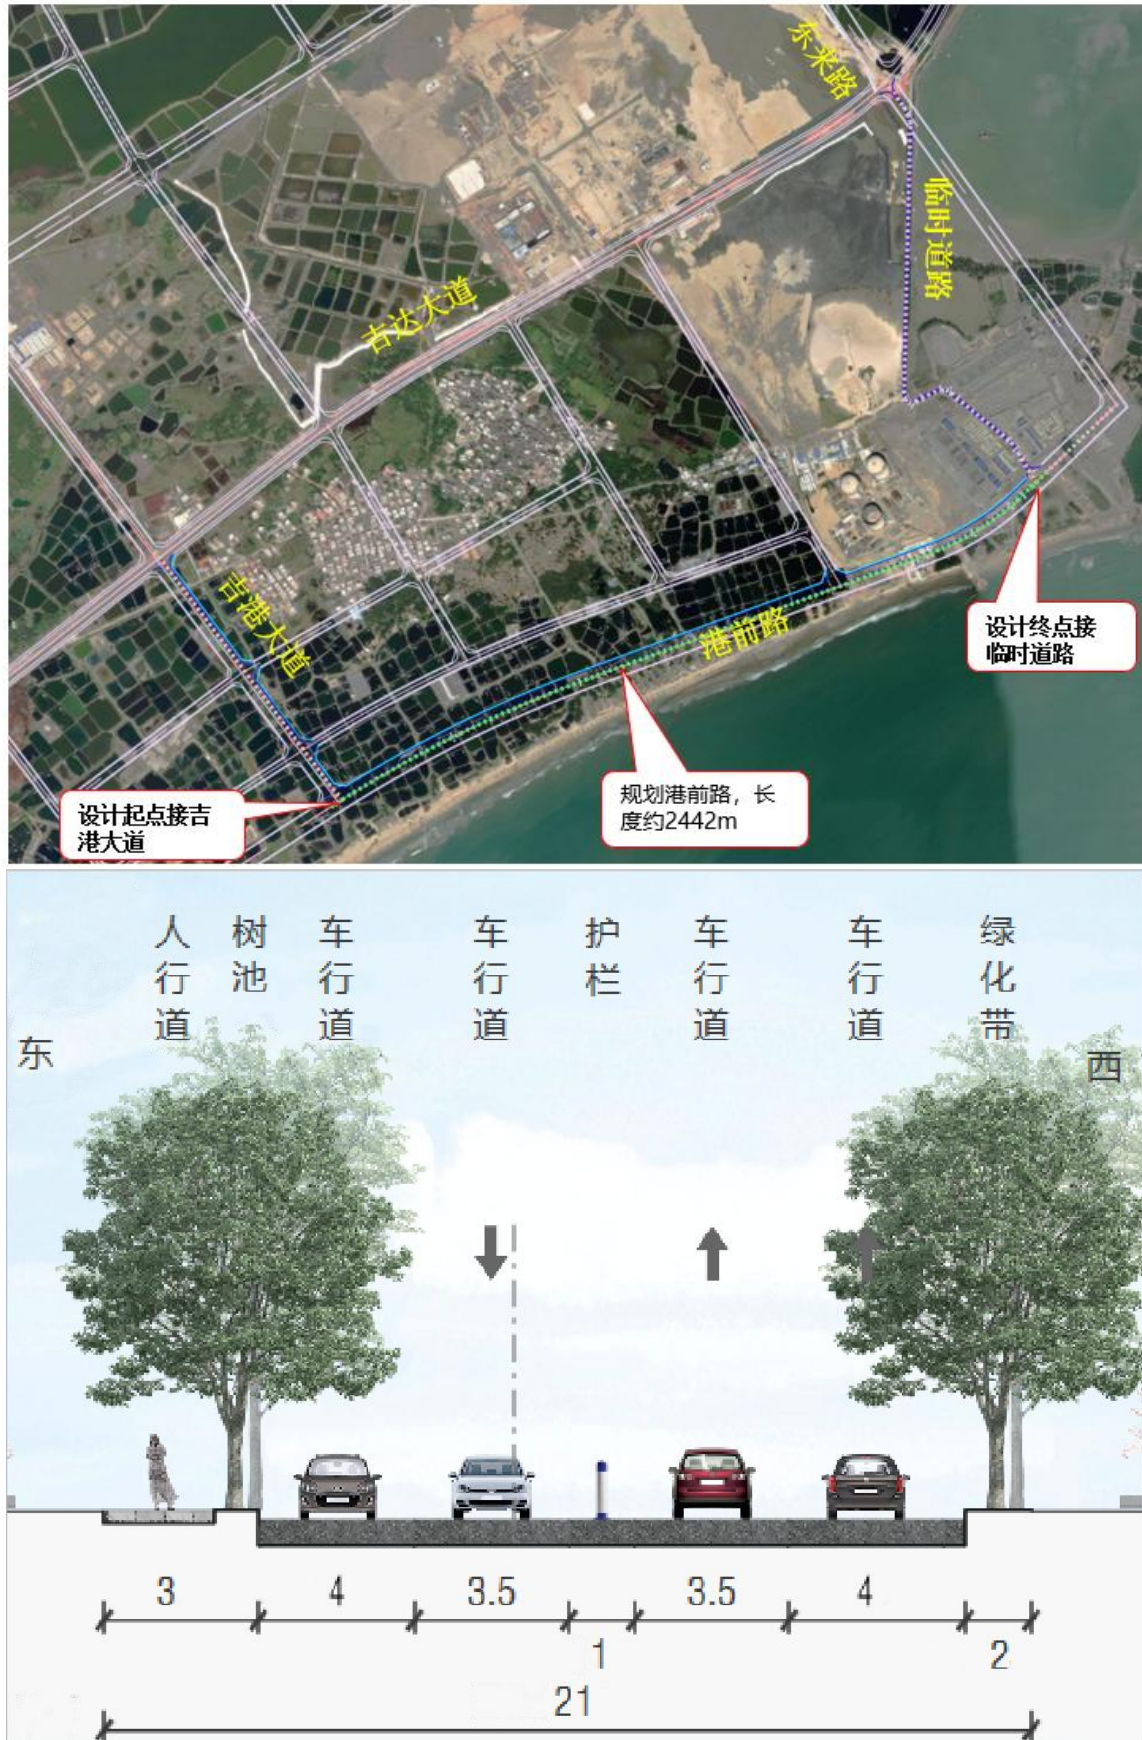 东来路
临时道路
吉达大道
吉港大道
港前路
设计终点接
临时道路
规划港前路，长
度约2442m
设计起点接吉
港大道
人行道
树池
车行道
车行道
护栏
车行道
车行道
绿化带
东
西
3
4
3.5
3.5
4
1
2
21